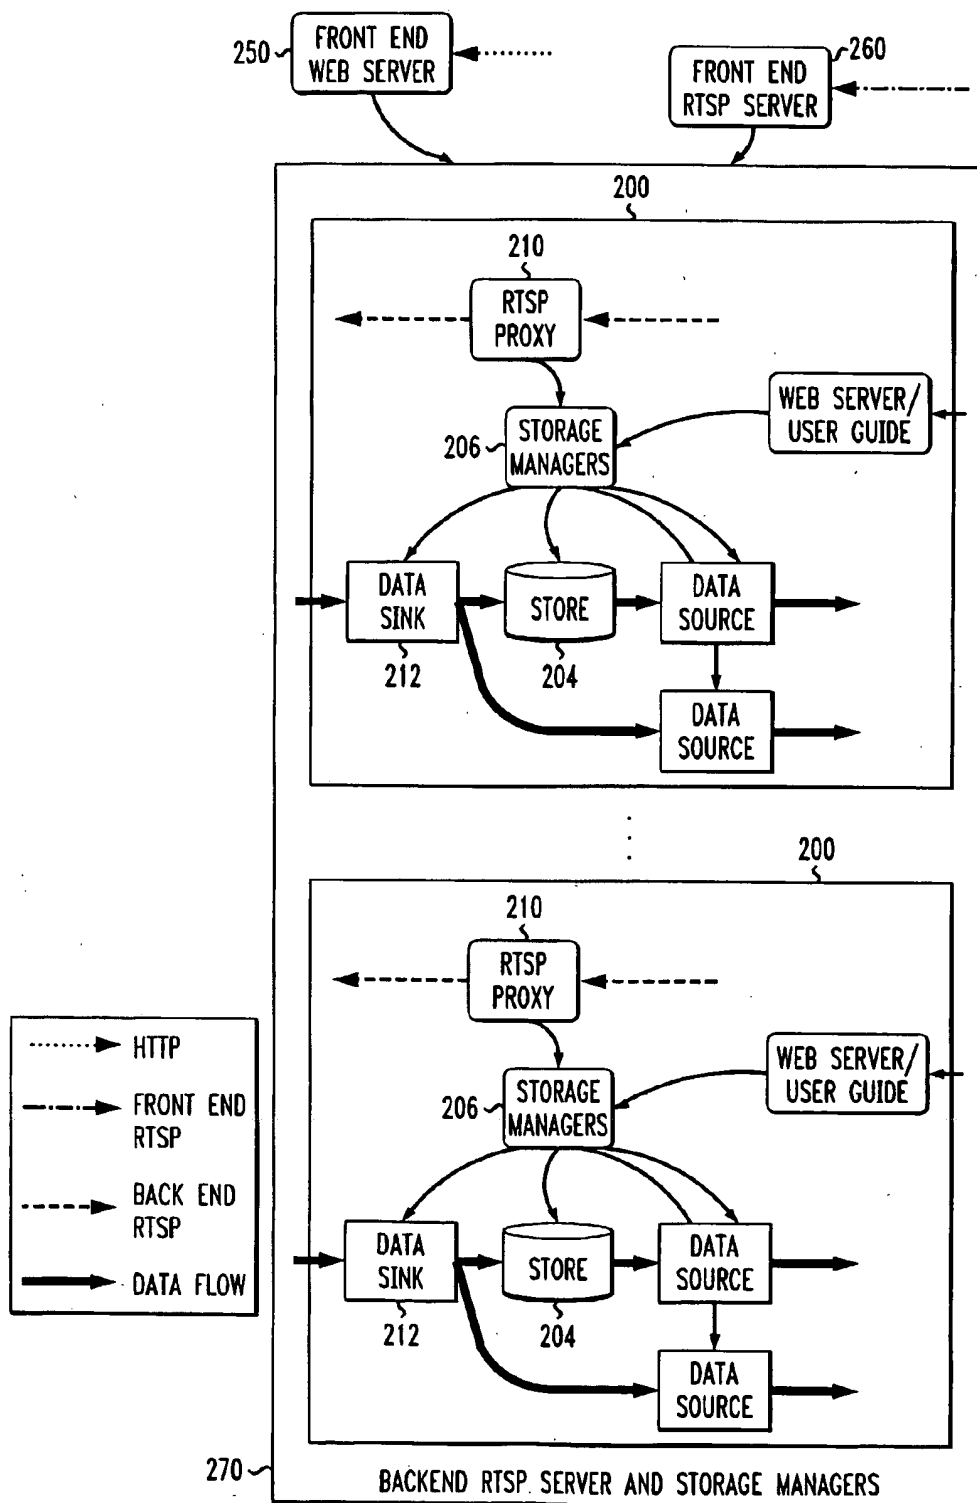 250
FRONT END
WEB SERVER
260
FRONT END
RTSP SERVER
200
210
RTSP
PROXY
WEB SERVER/
USER GUIDE
206
STORAGE
MANAGERS
DATA
SINK
STORE
DATA
SOURCE
212
204
DATA
SOURCE
200
210
RTSP
PROXY
WEB SERVER/
USER GUIDE
206
STORAGE
MANAGERS
DATA
SINK
STORE
DATA
SOURCE
212
204
DATA
SOURCE
HTTP
FRONT END
RTSP
BACK END
RTSP
DATA FLOW
270
BACKEND RTSP SERVER AND STORAGE MANAGERS